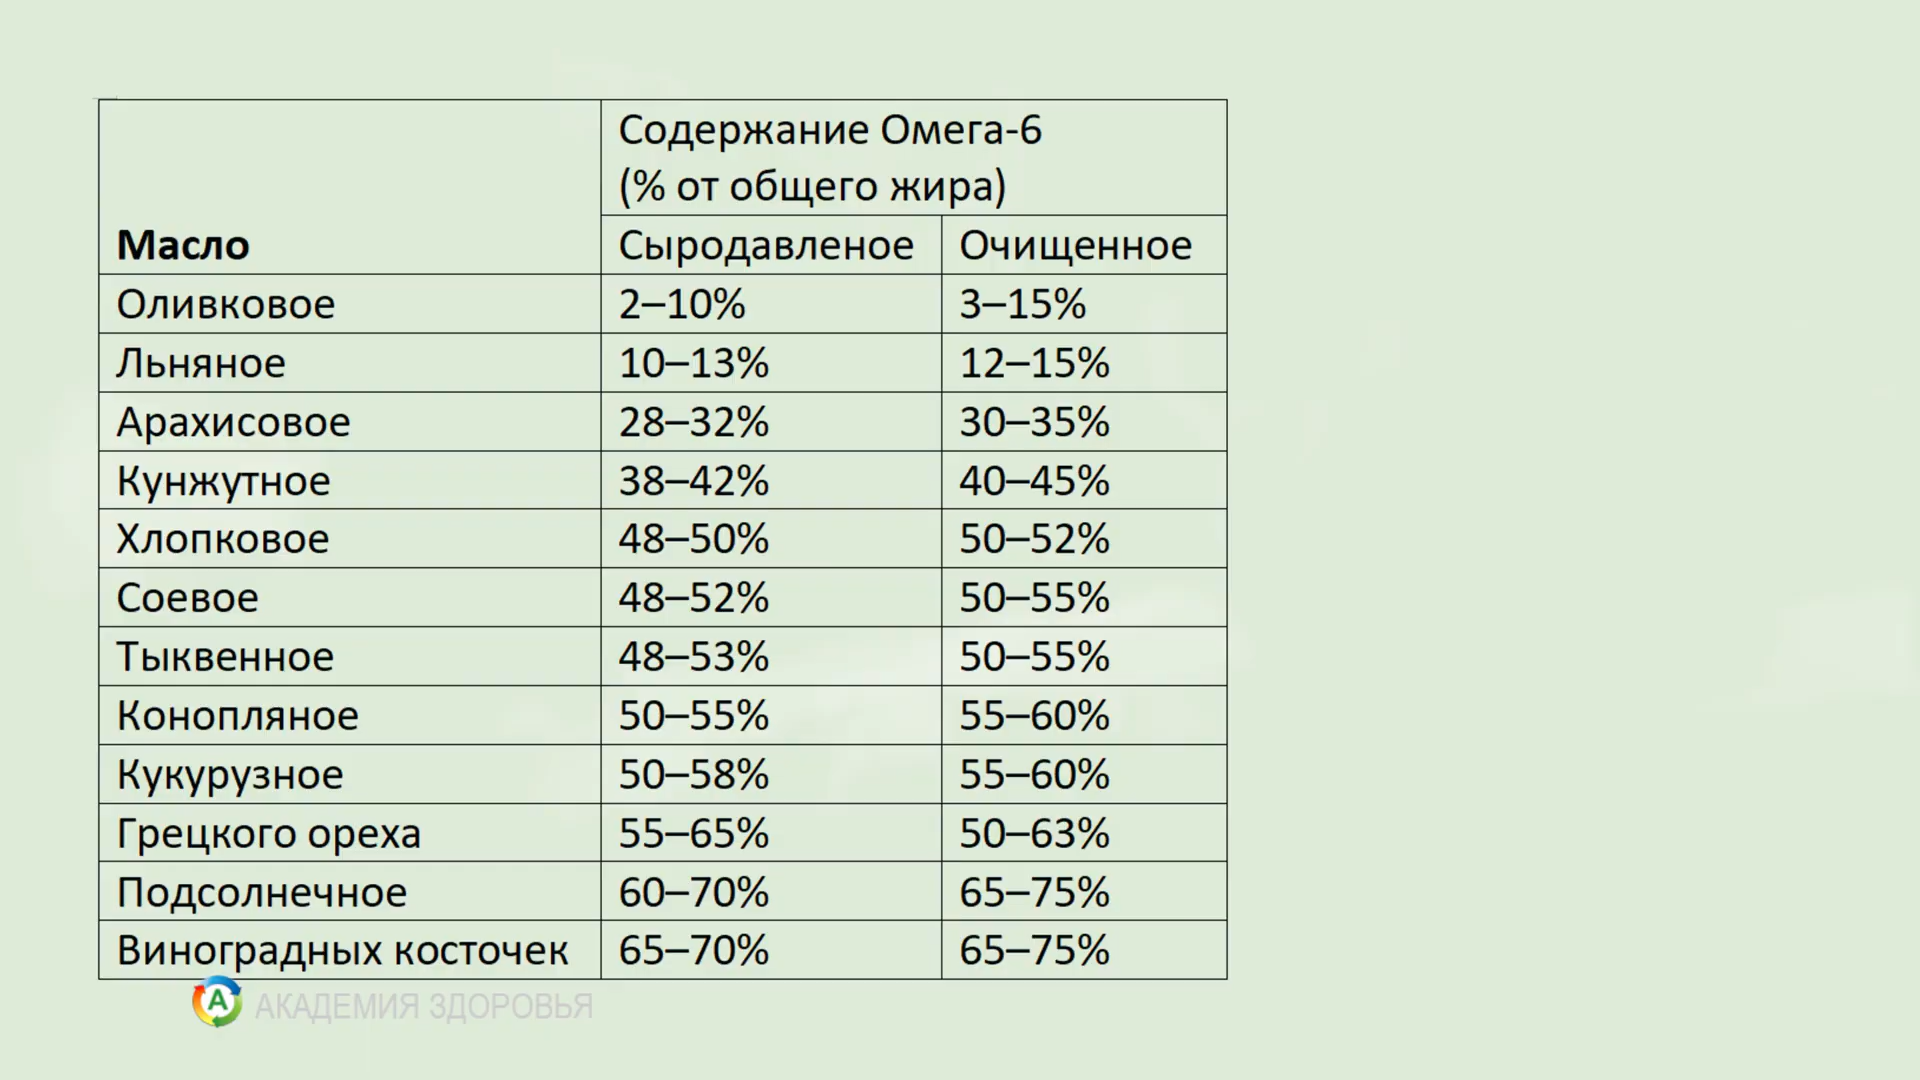 Содержание Омега-6
(% от общего жира)
Масло Сыродавленое Очищенное
Оливковое 2–10% 3–15%
Льняное 10–13% 12–15%
Арахисовое 28–32% 30–35%
Кунжутное 38–42% 40–45%
Хлопковое 48–50% 50–52%
Соевое 48–52% 50–55%
Тыквенное 48–53% 50–55%
Конопляное 50–55% 55–60%
Кукурузное 50–58% 55–60%
Грецкого ореха 55–65% 50–63%
Подсолнечное 60–70% 65–75%
Виноградных косточек 65–70% 65–75%
А АКАДЕМИЯ ЗДОРОВЬЯ